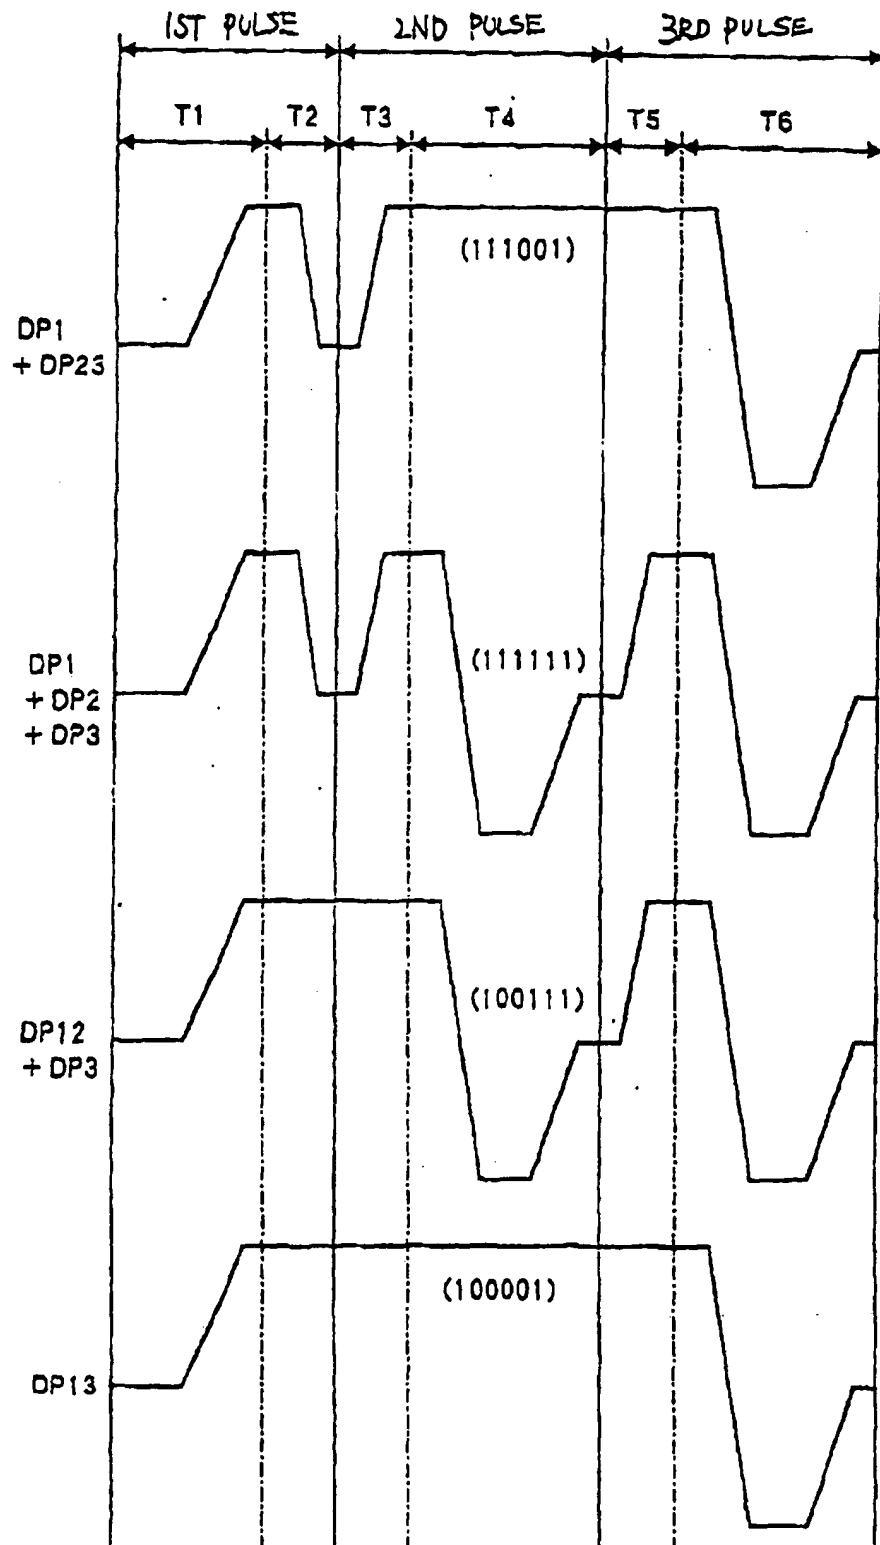 1ST PULSE 2ND PULSE 3RD PULSE
T1 T2 T3 T4 T5 T6
(111001)
DP1
+ DP23
(111111)
DP1
+ DP2
+ DP3
(100111)
DP12
+ DP3
(100001)
DP13